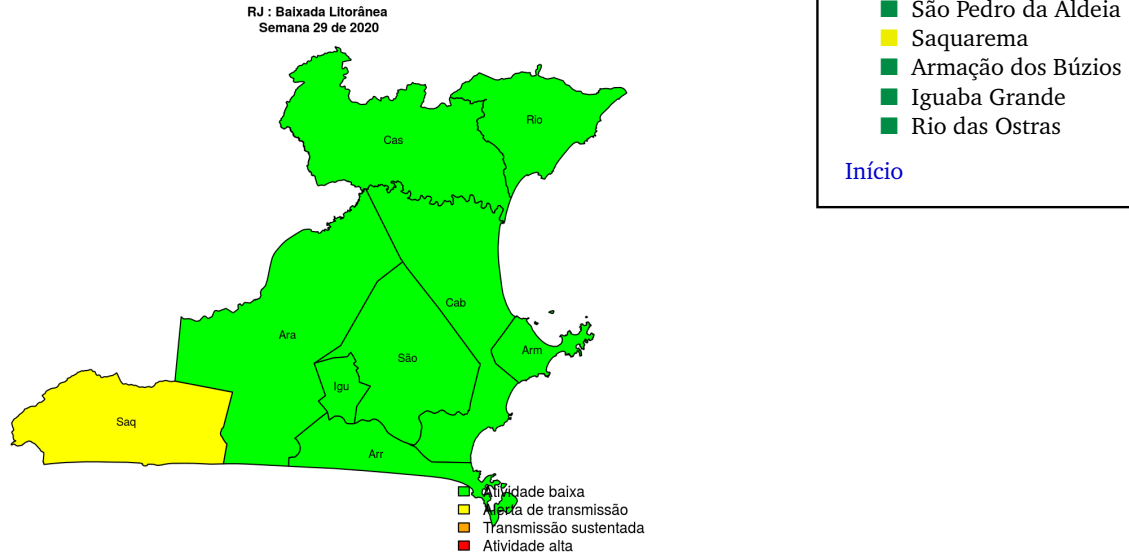 RJ : Baixada Litorânea
Semana 29 de 2020
Cas
Rio
Cab
Ara
Arm
São
Igu
Saq
Arr
Atividade baixa
Alerta de transmissão
Transmissão sustentada
Atividade alta
São Pedro da Aldeia
Saquarema
Armação dos Búzios
Iguaba Grande
Rio das Ostras
Início